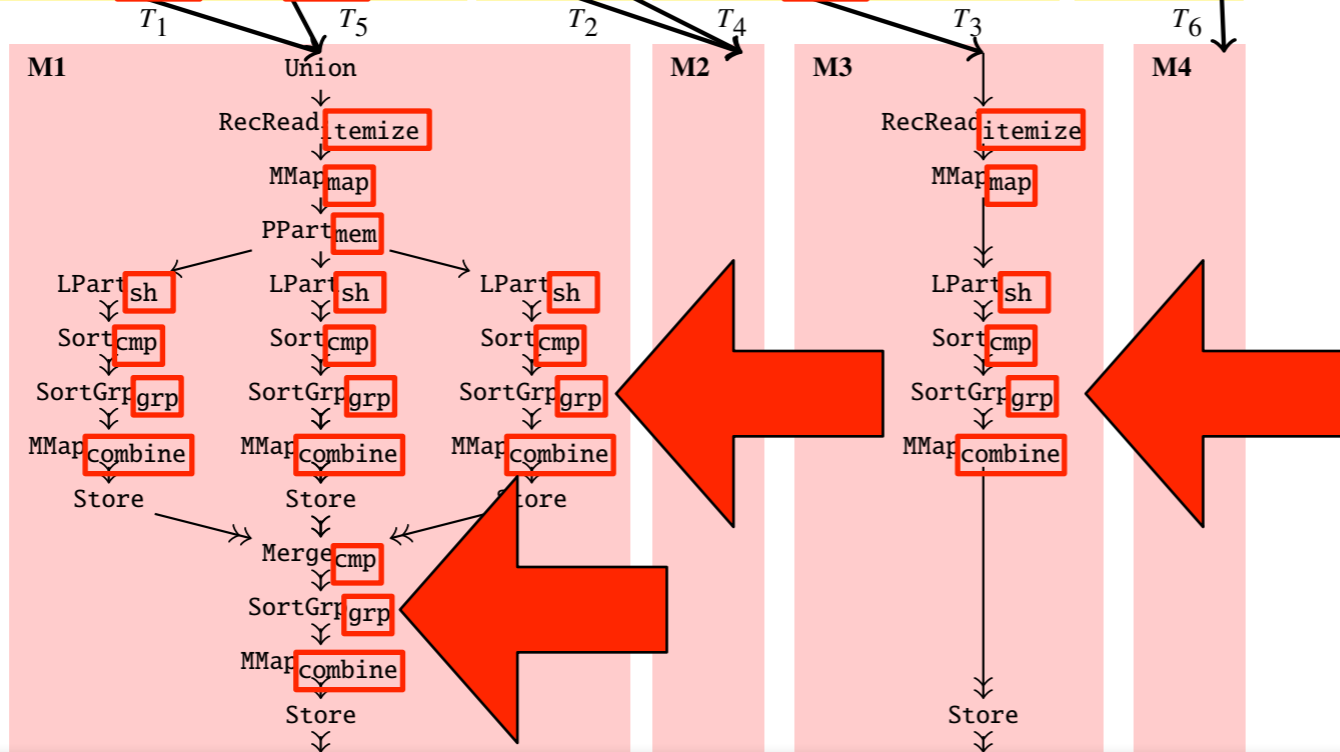 T1 T5 T2 T4 T3 T6
M1 Union M2 M3 M4
RecRead itemize RecRead itemize
MMap map MMap map
PPart mem
LPart sh LPart sh LPart sh LPart sh
Sort cmp Sort cmp Sort cmp Sort cmp
SortGrp grp SortGrp grp SortGrp grp SortGrp grp
MMap combine MMap combine MMap combine MMap combine
Store Store Store
Merge cmp
SortGrp grp
MMap combine
Store Store